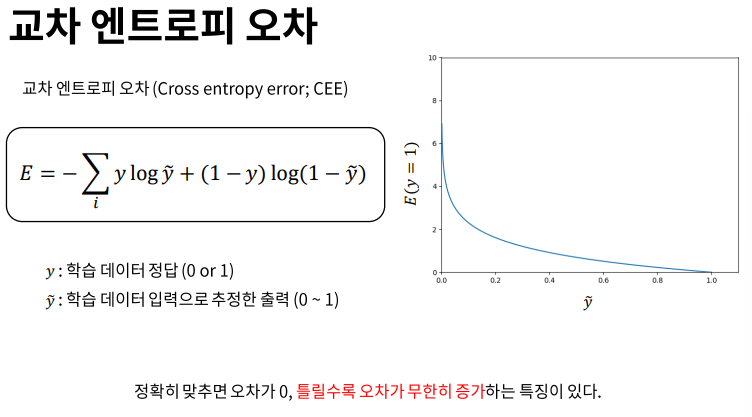 교차 엔트로피 오차
교차 엔트로피 오차 (Cross entropy error; CEE)
E = − ∑ y log ỹ + (1 − y) log(1 − ỹ)
i
y : 학습 데이터 정답 (0 or 1)
ỹ : 학습 데이터 입력으로 추정한 출력 (0 ~ 1)
E(y = 1)
10
8
6
4
2
0
0.0 0.2 0.4 0.6 0.8 1.0
ỹ
정확히 맞추면 오차가 0, 틀릴수록 오차가 무한히 증가하는 특징이 있다.